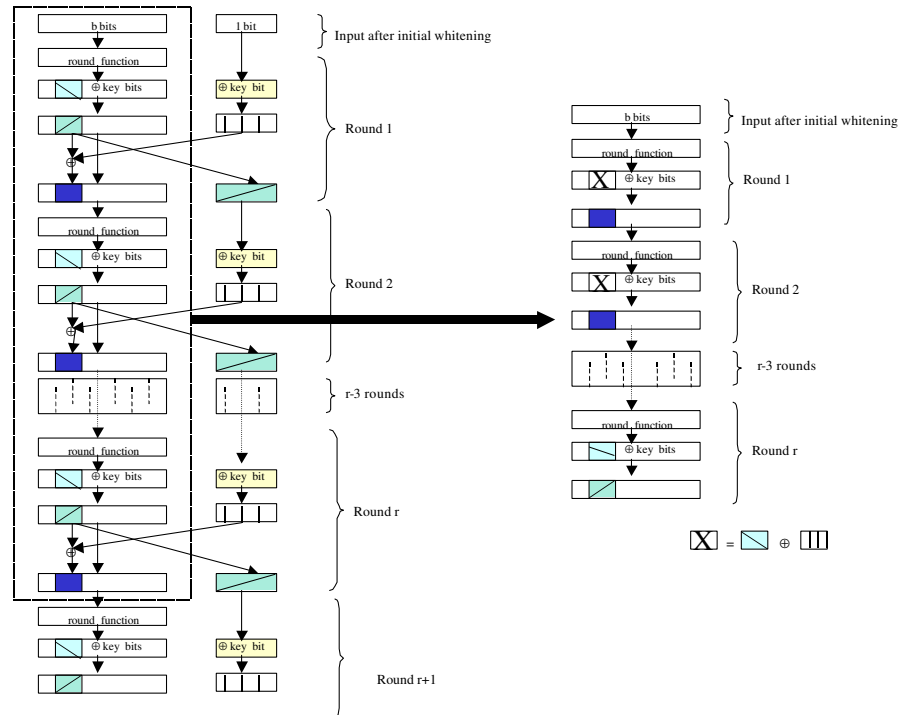 b bits
1 bit
Input after initial whitening
round function
⊕ key bits
⊕ key bit
Round 1
⊕
round function
⊕ key bits
⊕ key bit
Round 2
⊕
r-3 rounds
round function
⊕ key bits
⊕ key bit
Round r
⊕
round function
⊕ key bits
⊕ key bit
Round r+1
b bits
Input after initial whitening
round function
X ⊕ key bits
Round 1
round function
X ⊕ key bits
Round 2
r-3 rounds
round function
⊕ key bits
Round r
X = ⊕